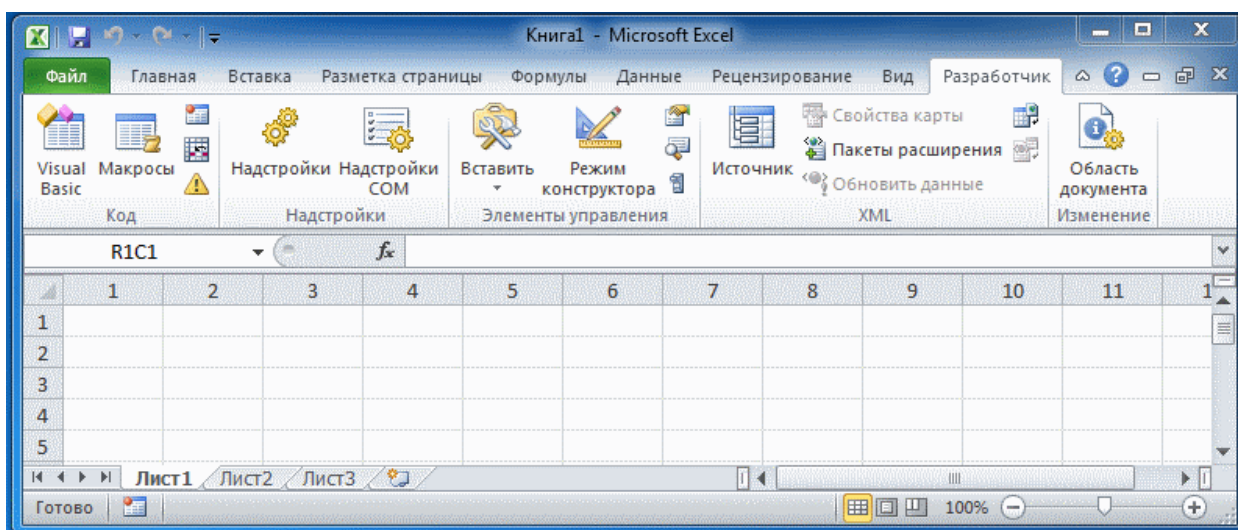 Книга1 - Microsoft Excel
Файл Главная Вставка Разметка страницы Формулы Данные Рецензирование Вид Разработчик
Visual Basic
Макросы
Код
Надстройки
Надстройки COM
Надстройки
Вставить
Режим конструктора
Элементы управления
Источник
Свойства карты
Пакеты расширения
Обновить данные
XML
Область документа
Изменение
R1C1 fx
1 2 3 4 5 6 7 8 9 10 11 1
1
2
3
4
5
Лист1 Лист2 Лист3
Готово 100%